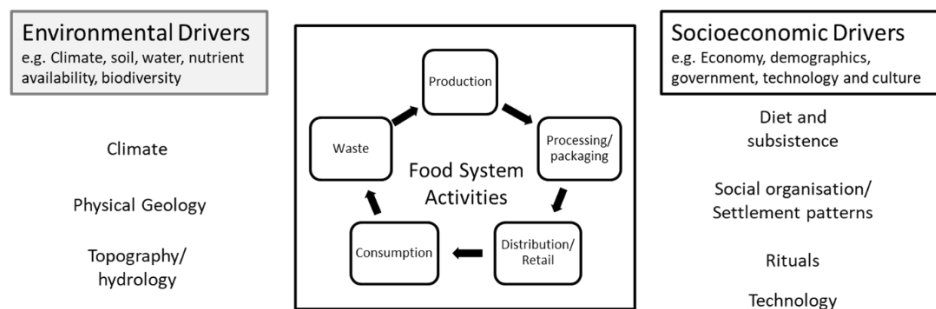 Environmental Drivers
e.g. Climate, soil, water, nutrient
availability, biodiversity
Climate
Physical Geology
Topography/
hydrology
Production
Processing/
packaging
Distribution/
Retail
Consumption
Waste
Food System
Activities
Socioeconomic Drivers
e.g. Economy, demographics,
government, technology and culture
Diet and
subsistence
Social organisation/
Settlement patterns
Rituals
Technology